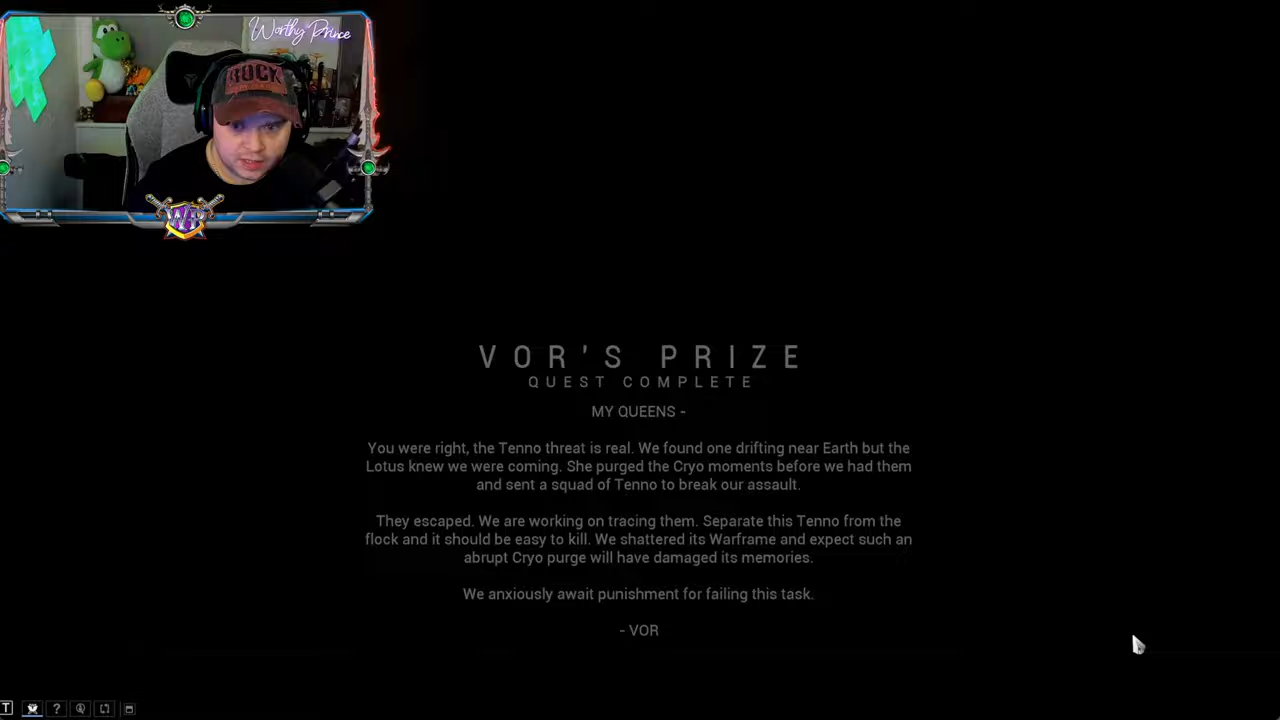 Worthy Prince
ROCK
WP
VOR'S PRIZE
QUEST COMPLETE
MY QUEENS -
You were right, the Tenno threat is real. We found one drifting near Earth but the
Lotus knew we were coming. She purged the Cryo moments before we had them
and sent a squad of Tenno to break our assault.
They escaped. We are working on tracing them. Separate this Tenno from the
flock and it should be easy to kill. We shattered its Warframe and expect such an
abrupt Cryo purge will have damaged its memories.
We anxiously await punishment for failing this task.
- VOR
T
?